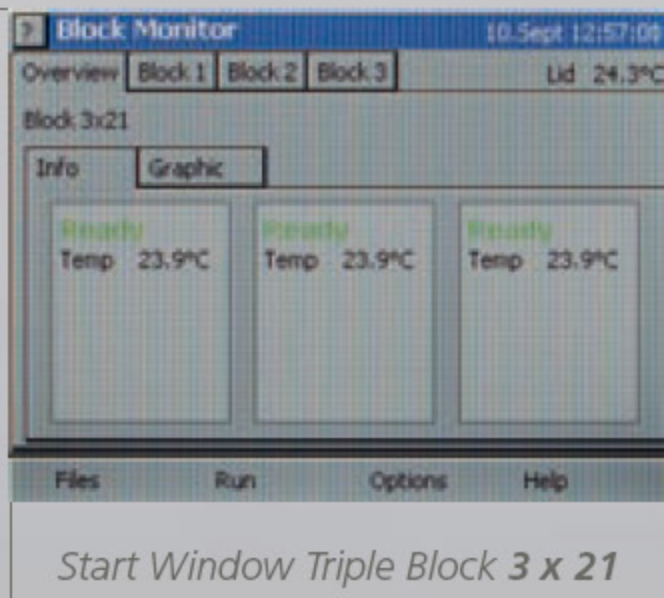 ? Block Monitor 10.Sept 12:57:00
Overview Block 1 Block 2 Block 3 Lid 24.3°C
Block 3x21
Info Graphic
Ready Ready Ready
Temp 23.9°C Temp 23.9°C Temp 23.9°C
Files Run Options Help
Start Window Triple Block 3 x 21